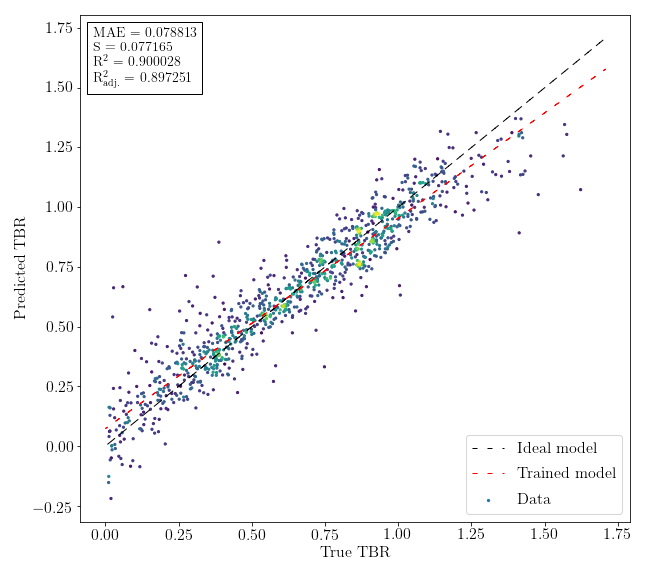 MAE = 0.078813
S = 0.077165
R² = 0.900028
R²adj. = 0.897251
1.75
1.50
1.25
1.00
0.75
0.50
0.25
0.00
−0.25
Predicted TBR
Ideal model
Trained model
Data
0.00 0.25 0.50 0.75 1.00 1.25 1.50 1.75
True TBR